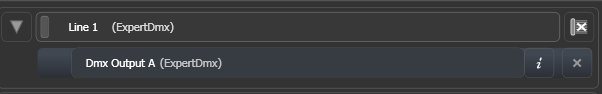 Line 1 (ExpertDmx)
Dmx Output A (ExpertDmx) i